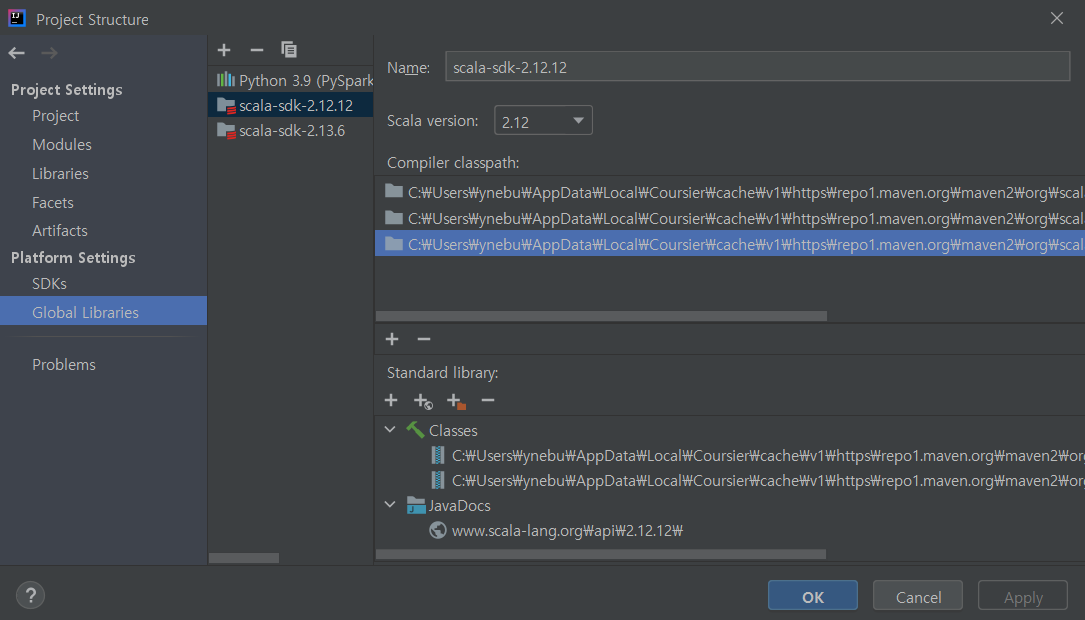 Project Structure
Project Settings
Project
Modules
Libraries
Facets
Artifacts
Platform Settings
SDKs
Global Libraries
Problems
Python 3.9 (PySpark
scala-sdk-2.12.12
scala-sdk-2.13.6
Name: scala-sdk-2.12.12
Scala version: 2.12
Compiler classpath:
C:₩Users₩ynebu₩AppData₩Local₩Coursier₩cache₩v1₩https₩repo1.maven.org₩maven2₩org₩scal
C:₩Users₩ynebu₩AppData₩Local₩Coursier₩cache₩v1₩https₩repo1.maven.org₩maven2₩org₩scal
C:₩Users₩ynebu₩AppData₩Local₩Coursier₩cache₩v1₩https₩repo1.maven.org₩maven2₩org₩scal
Standard library:
Classes
C:₩Users₩ynebu₩AppData₩Local₩Coursier₩cache₩v1₩https₩repo1.maven.org₩maven2₩or
C:₩Users₩ynebu₩AppData₩Local₩Coursier₩cache₩v1₩https₩repo1.maven.org₩maven2₩or
JavaDocs
www.scala-lang.org₩api₩2.12.12₩
? OK Cancel Apply